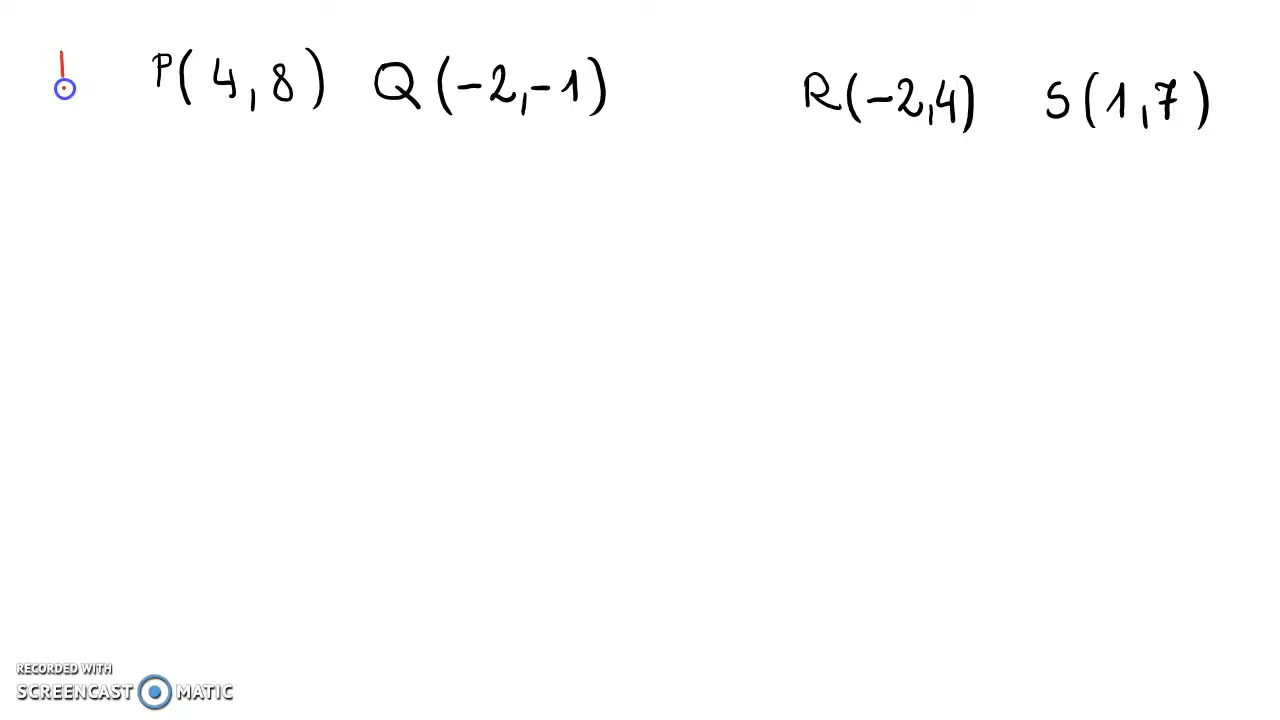 P(4,8) Q(-2,-1) R(-2,4) S(1,7)
RECORDED WITH
SCREENCAST MATIC